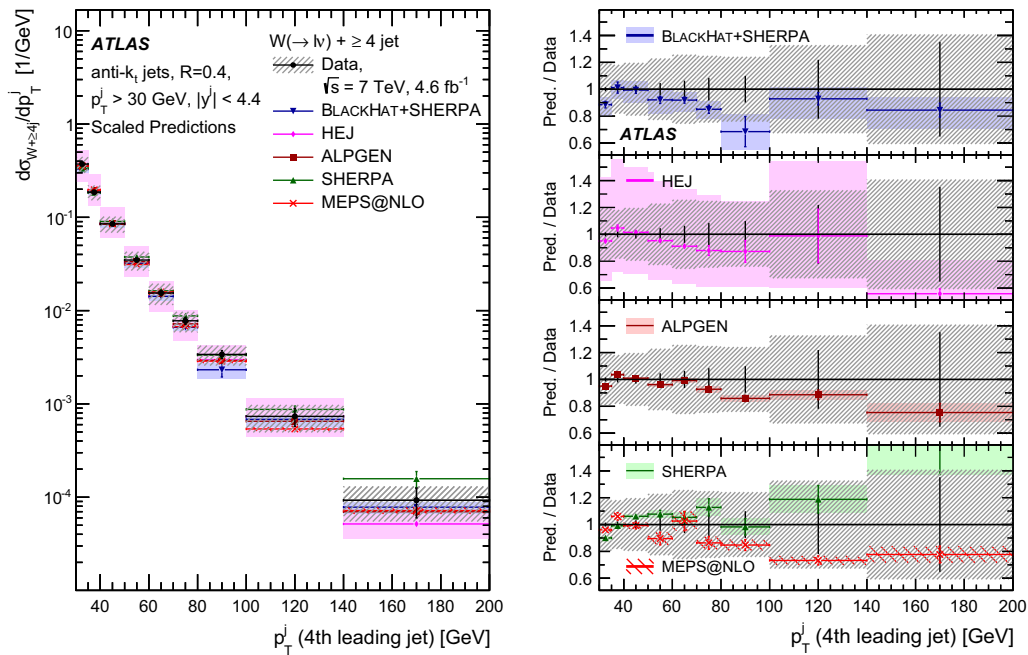 dσ_{W+≥4j}/dp_T^j [1/GeV]
10
1
10^{-1}
10^{-2}
10^{-3}
10^{-4}
ATLAS
anti-k_t jets, R=0.4,
p_T^j > 30 GeV, |y^j| < 4.4
Scaled Predictions
W(→ lν) + ≥ 4 jet
Data,
√s = 7 TeV, 4.6 fb^{-1}
BLACKHAT+SHERPA
HEJ
ALPGEN
SHERPA
MEPS@NLO
40 60 80 100 120 140 160 180 200
p_T^j (4th leading jet) [GeV]
Pred. / Data
1.4
1.2
1
0.8
0.6
BLACKHAT+SHERPA
ATLAS
Pred. / Data
1.4
1.2
1
0.8
0.6
HEJ
Pred. / Data
1.4
1.2
1
0.8
0.6
ALPGEN
Pred. / Data
1.4
1.2
1
0.8
0.6
SHERPA
MEPS@NLO
40 60 80 100 120 140 160 180 200
p_T^j (4th leading jet) [GeV]